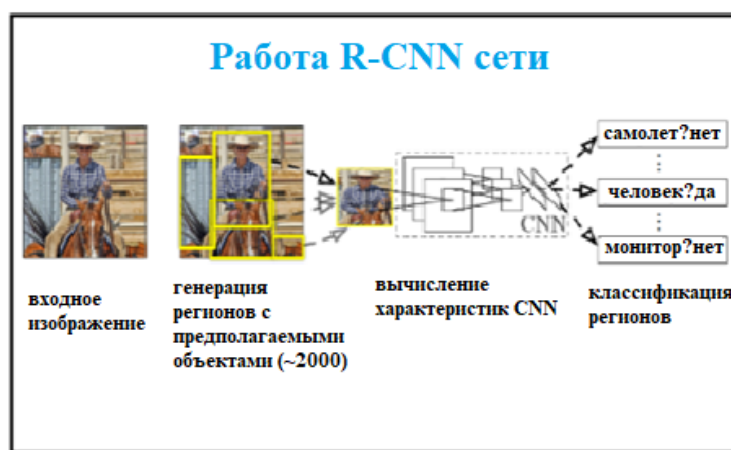 Работа R-CNN сети
самолет?нет
человек?да
монитор?нет
CNN
входное
изображение
генерация
регионов с
предполагаемыми
объектами (~2000)
вычисление
характеристик CNN
классификация
регионов